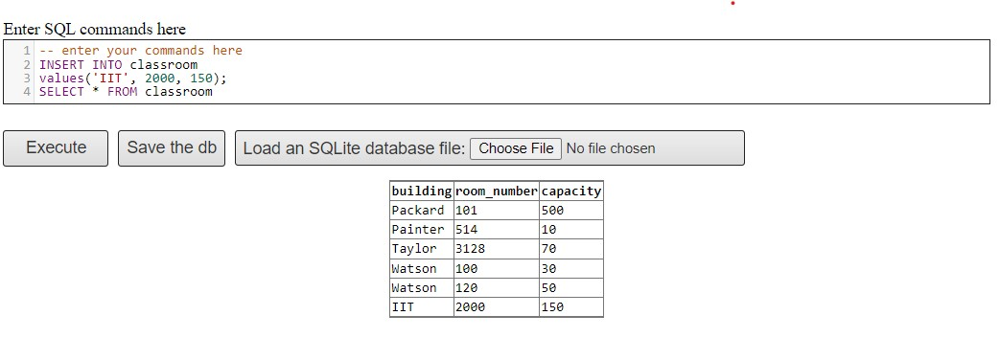 Enter SQL commands here
1 -- enter your commands here
2 INSERT INTO classroom
3 values('IIT', 2000, 150);
4 SELECT * FROM classroom
Execute Save the db Load an SQLite database file: Choose File No file chosen
building room_number capacity
Packard 101 500
Painter 514 10
Taylor 3128 70
Watson 100 30
Watson 120 50
IIT 2000 150